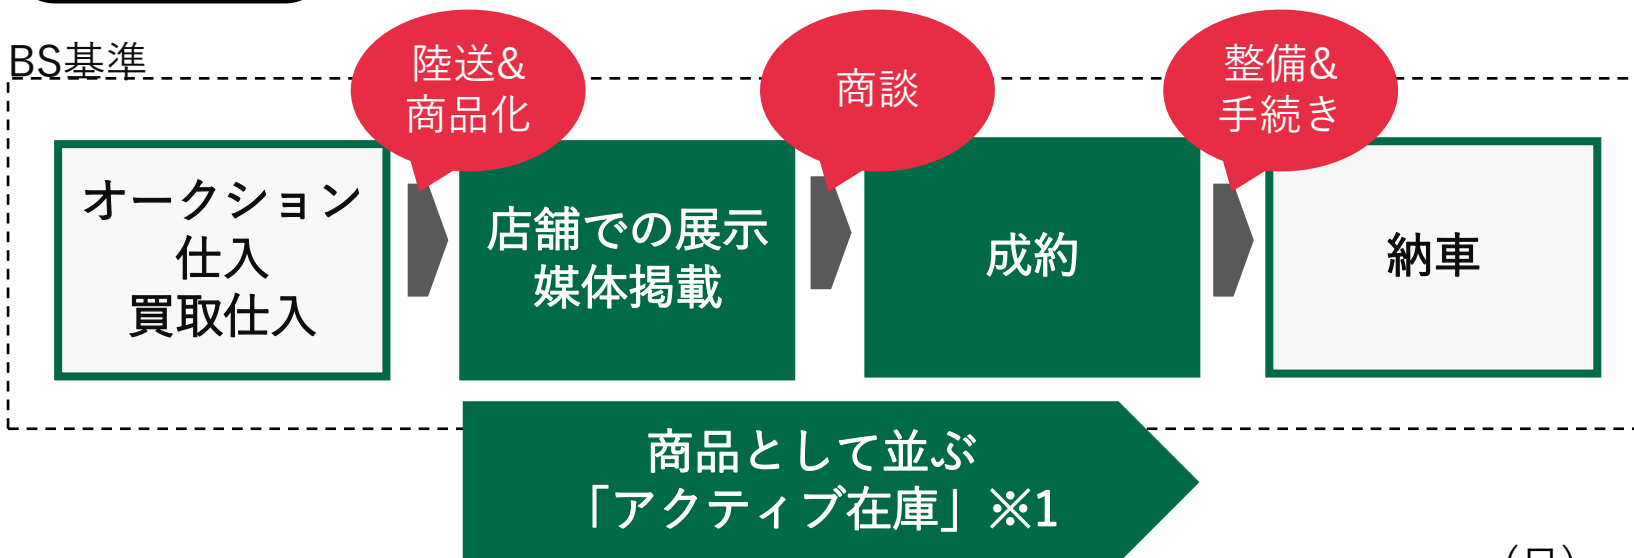 BS基準
陸送&
商品化
商談
整備&
手続き
オークション
仕入
買取仕入
店舗での展示
媒体掲載
成約
納車
商品として並ぶ
「アクティブ在庫」※1